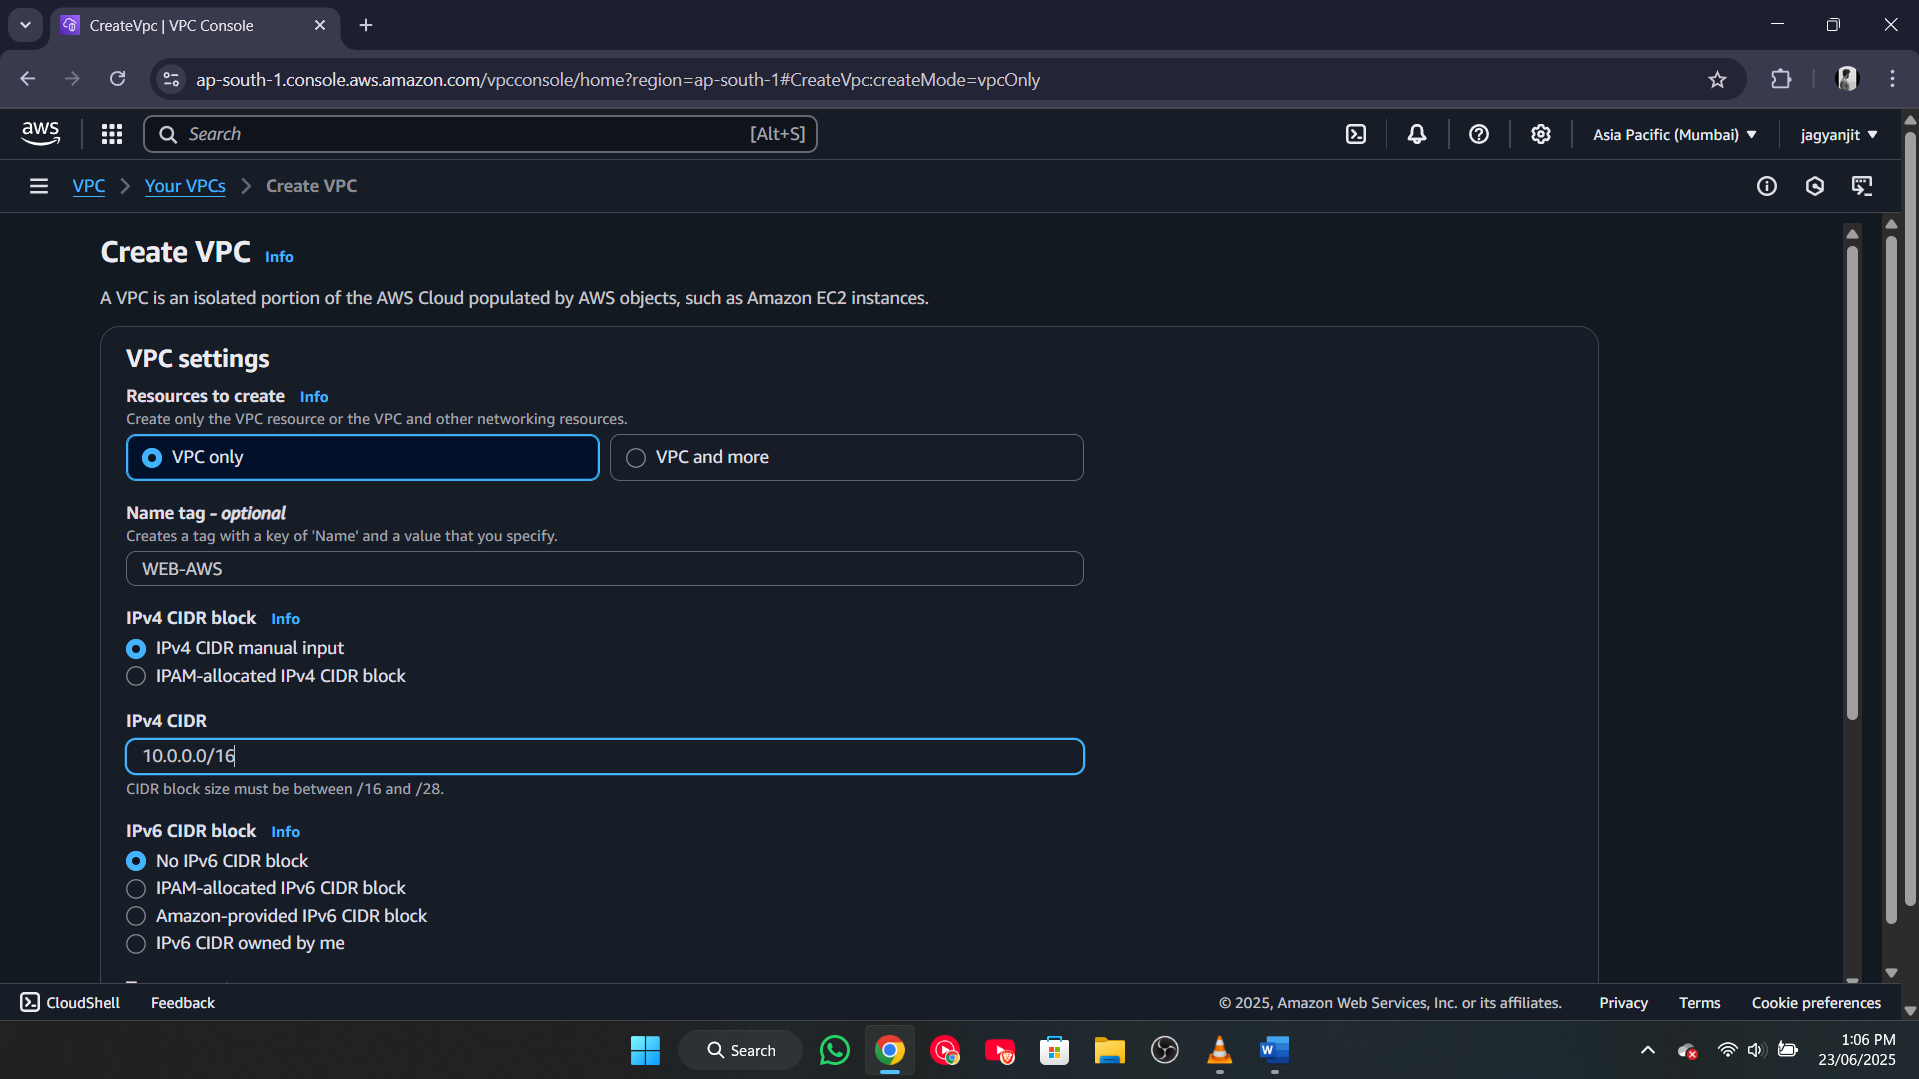 CreateVpc | VPC Console
ap-south-1.console.aws.amazon.com/vpcconsole/home?region=ap-south-1#CreateVpc:createMode=vpcOnly
aws
Search [Alt+S]
Asia Pacific (Mumbai)
jagyanjit
VPC
Your VPCs
Create VPC
Create VPC Info
A VPC is an isolated portion of the AWS Cloud populated by AWS objects, such as Amazon EC2 instances.
VPC settings
Resources to create Info
Create only the VPC resource or the VPC and other networking resources.
VPC only
VPC and more
Name tag - optional
Creates a tag with a key of 'Name' and a value that you specify.
WEB-AWS
IPv4 CIDR block Info
IPv4 CIDR manual input
IPAM-allocated IPv4 CIDR block
IPv4 CIDR
10.0.0.0/16
CIDR block size must be between /16 and /28.
IPv6 CIDR block Info
No IPv6 CIDR block
IPAM-allocated IPv6 CIDR block
Amazon-provided IPv6 CIDR block
IPv6 CIDR owned by me
CloudShell
Feedback
© 2025, Amazon Web Services, Inc. or its affiliates.
Privacy
Terms
Cookie preferences
Search
1:06 PM
23/06/2025